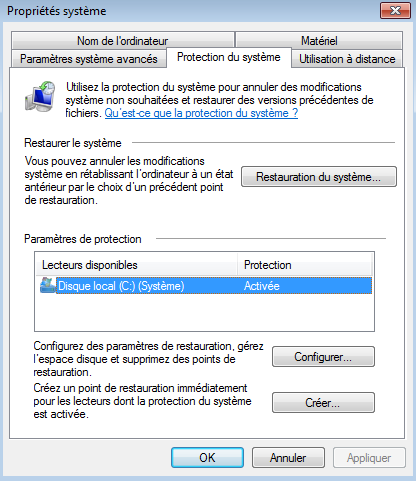 Propriétés système
Nom de l'ordinateur
Matériel
Paramètres système avancés
Protection du système
Utilisation à distance
Utilisez la protection du système pour annuler des modifications
système non souhaitées et restaurer des versions précédentes de
fichiers. Qu'est-ce que la protection du système ?
Restaurer le système
Vous pouvez annuler les modifications
système en rétablissant l'ordinateur à un état
antérieur par le choix d'un précédent point
de restauration.
Restauration du système...
Paramètres de protection
Lecteurs disponibles
Protection
Disque local (C:) (Système)
Activée
Configurez des paramètres de restauration, gérez
l'espace disque et supprimez des points de
restauration.
Configurer...
Créez un point de restauration immédiatement
pour les lecteurs dont la protection du système
est activée.
Créer...
OK
Annuler
Appliquer